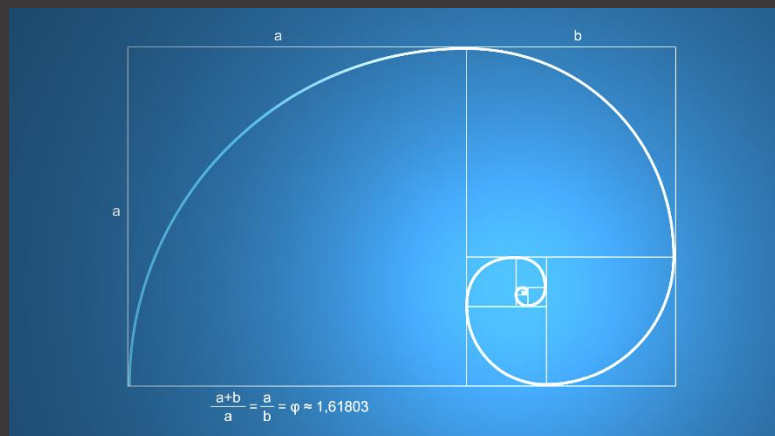 a b
a
a+b/a = a/b = φ ≈ 1,61803